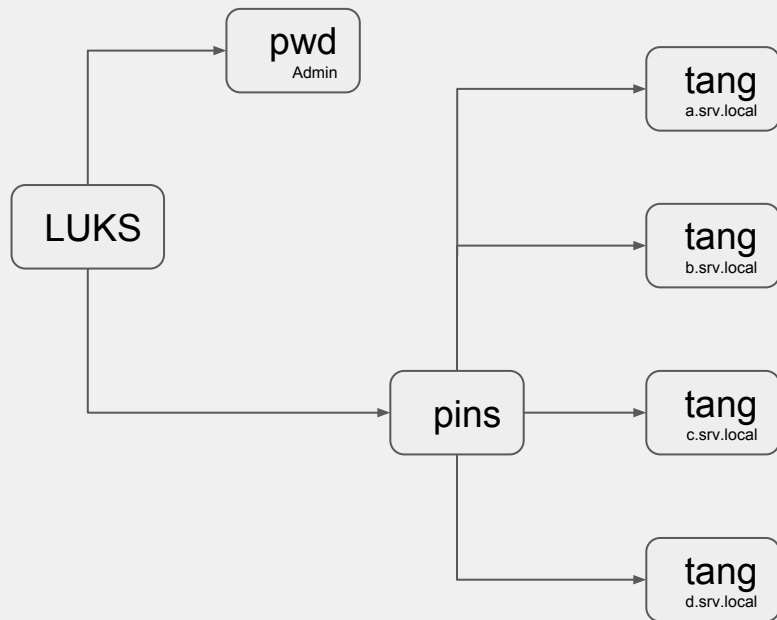 pwd
Admin
LUKS
pins
tang
a.srv.local
tang
b.srv.local
tang
c.srv.local
tang
d.srv.local